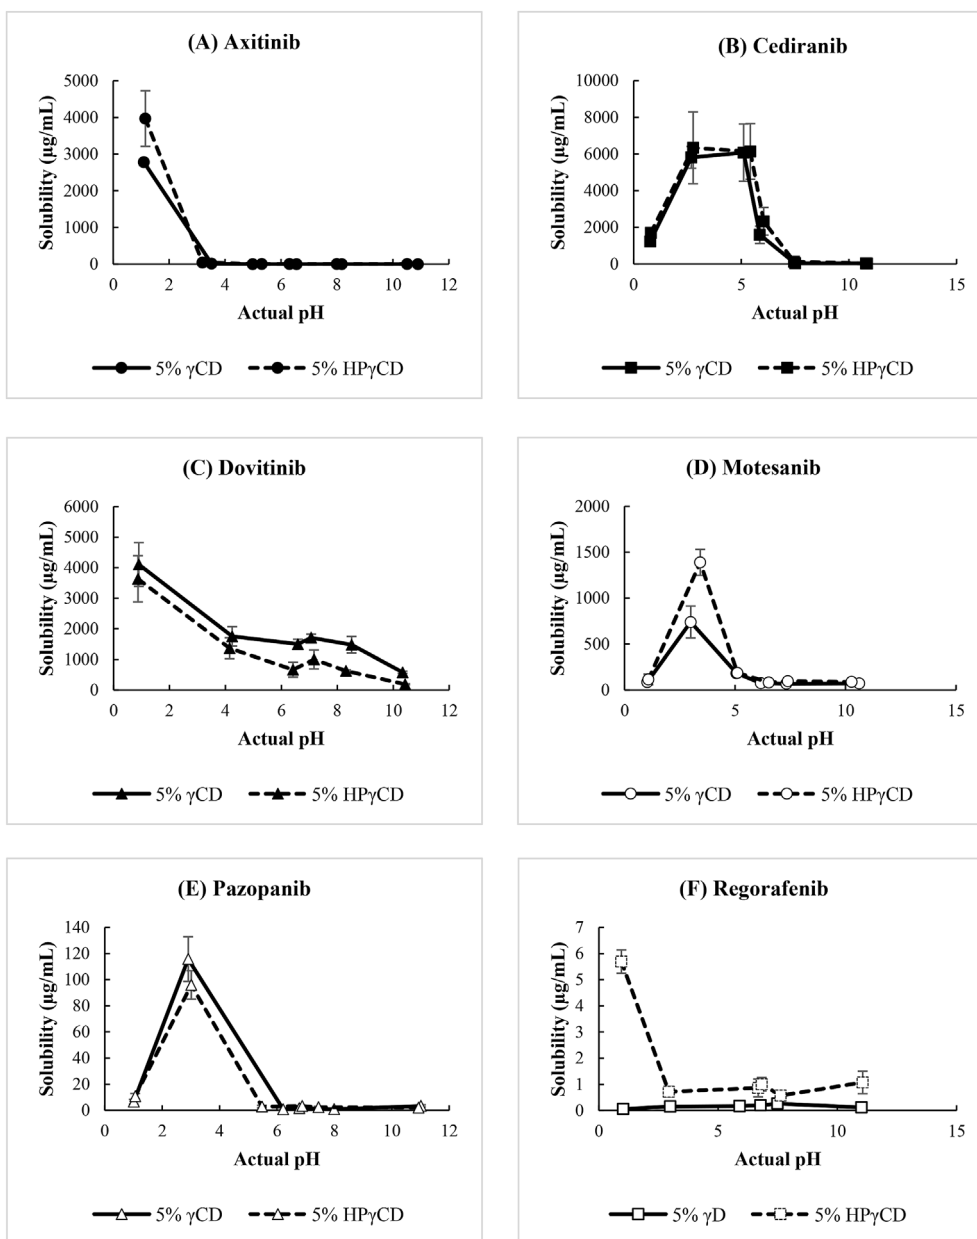 (A) Axitinib
Solubility (µg/mL)
5000
4000
3000
2000
1000
0
0 2 4 6 8 10 12
Actual pH
5% γCD 5% HPγCD
(B) Cediranib
Solubility (µg/mL)
10000
8000
6000
4000
2000
0
0 5 10 15
Actual pH
5% γCD 5% HPγCD
(C) Dovitinib
Solubility (µg/mL)
6000
5000
4000
3000
2000
1000
0
0 2 4 6 8 10 12
Actual pH
5% γCD 5% HPγCD
(D) Motesanib
Solubility (µg/mL)
2000
1500
1000
500
0
0 5 10 15
Actual pH
5% γCD 5% HPγCD
(E) Pazopanib
Solubility (µg/mL)
140
120
100
80
60
40
20
0
0 2 4 6 8 10 12
Actual pH
5% γCD 5% HPγCD
(F) Regorafenib
Solubility (µg/mL)
7
6
5
4
3
2
1
0
0 5 10 15
Actual pH
5% γD 5% HPγCD